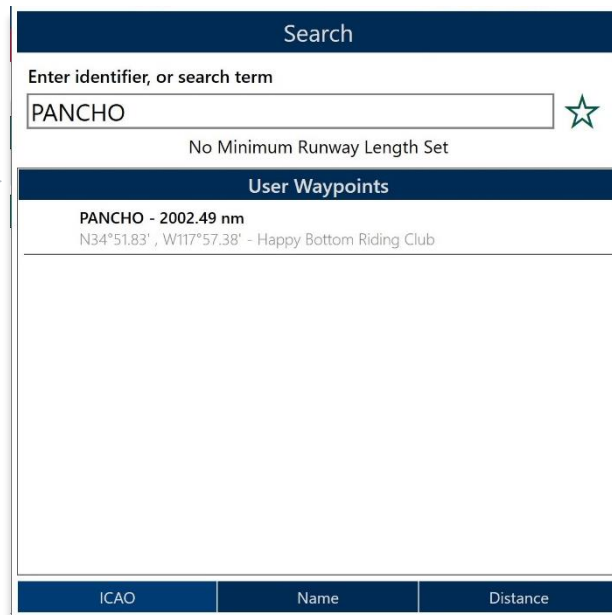 Search
Enter identifier, or search term
PANCHO
No Minimum Runway Length Set
User Waypoints
PANCHO - 2002.49 nm
N34°51.83' , W117°57.38' - Happy Bottom Riding Club
ICAO
Name
Distance